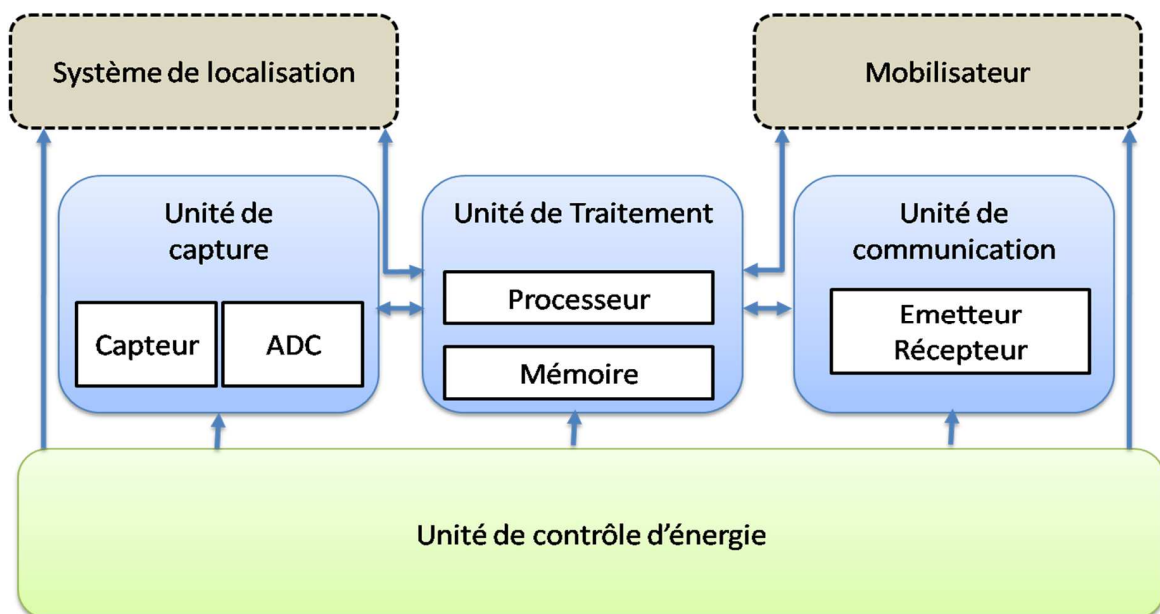 Système de localisation
Mobilisateur
Unité de
capture
Capteur
ADC
Unité de Traitement
Processeur
Mémoire
Unité de
communication
Emetteur
Récepteur
Unité de contrôle d'énergie